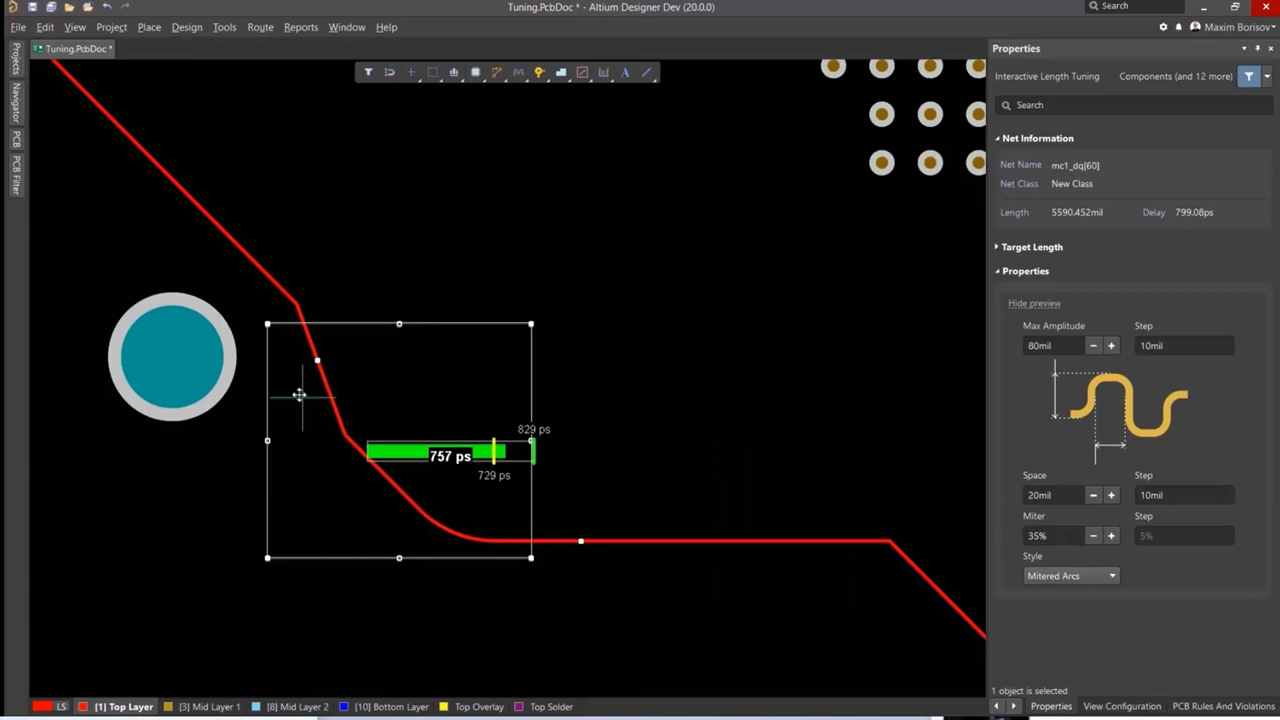 Tuning.PcbDoc * - Altium Designer Dev (20.0.0)
Search
File Edit View Project Place Design Tools Route Reports Window Help
Maxim Borisov
Projects
Navigator
PCB
PCB Filter
Tuning.PcbDoc *
829 ps
757 ps
729 ps
Properties
Interactive Length Tuning Components (and 12 more)
Search
Net Information
Net Name mc1_dq[60]
Net Class New Class
Length 5590.452mil Delay 799.08ps
Target Length
Properties
Hide preview
Max Amplitude Step
80mil 10mil
Space Step
20mil 10mil
Miter Step
35% 5%
Style
Mitered Arcs
1 object is selected
LS [1] Top Layer [3] Mid Layer 1 [8] Mid Layer 2 [10] Bottom Layer Top Overlay Top Solder
Properties View Configuration PCB Rules And Violations